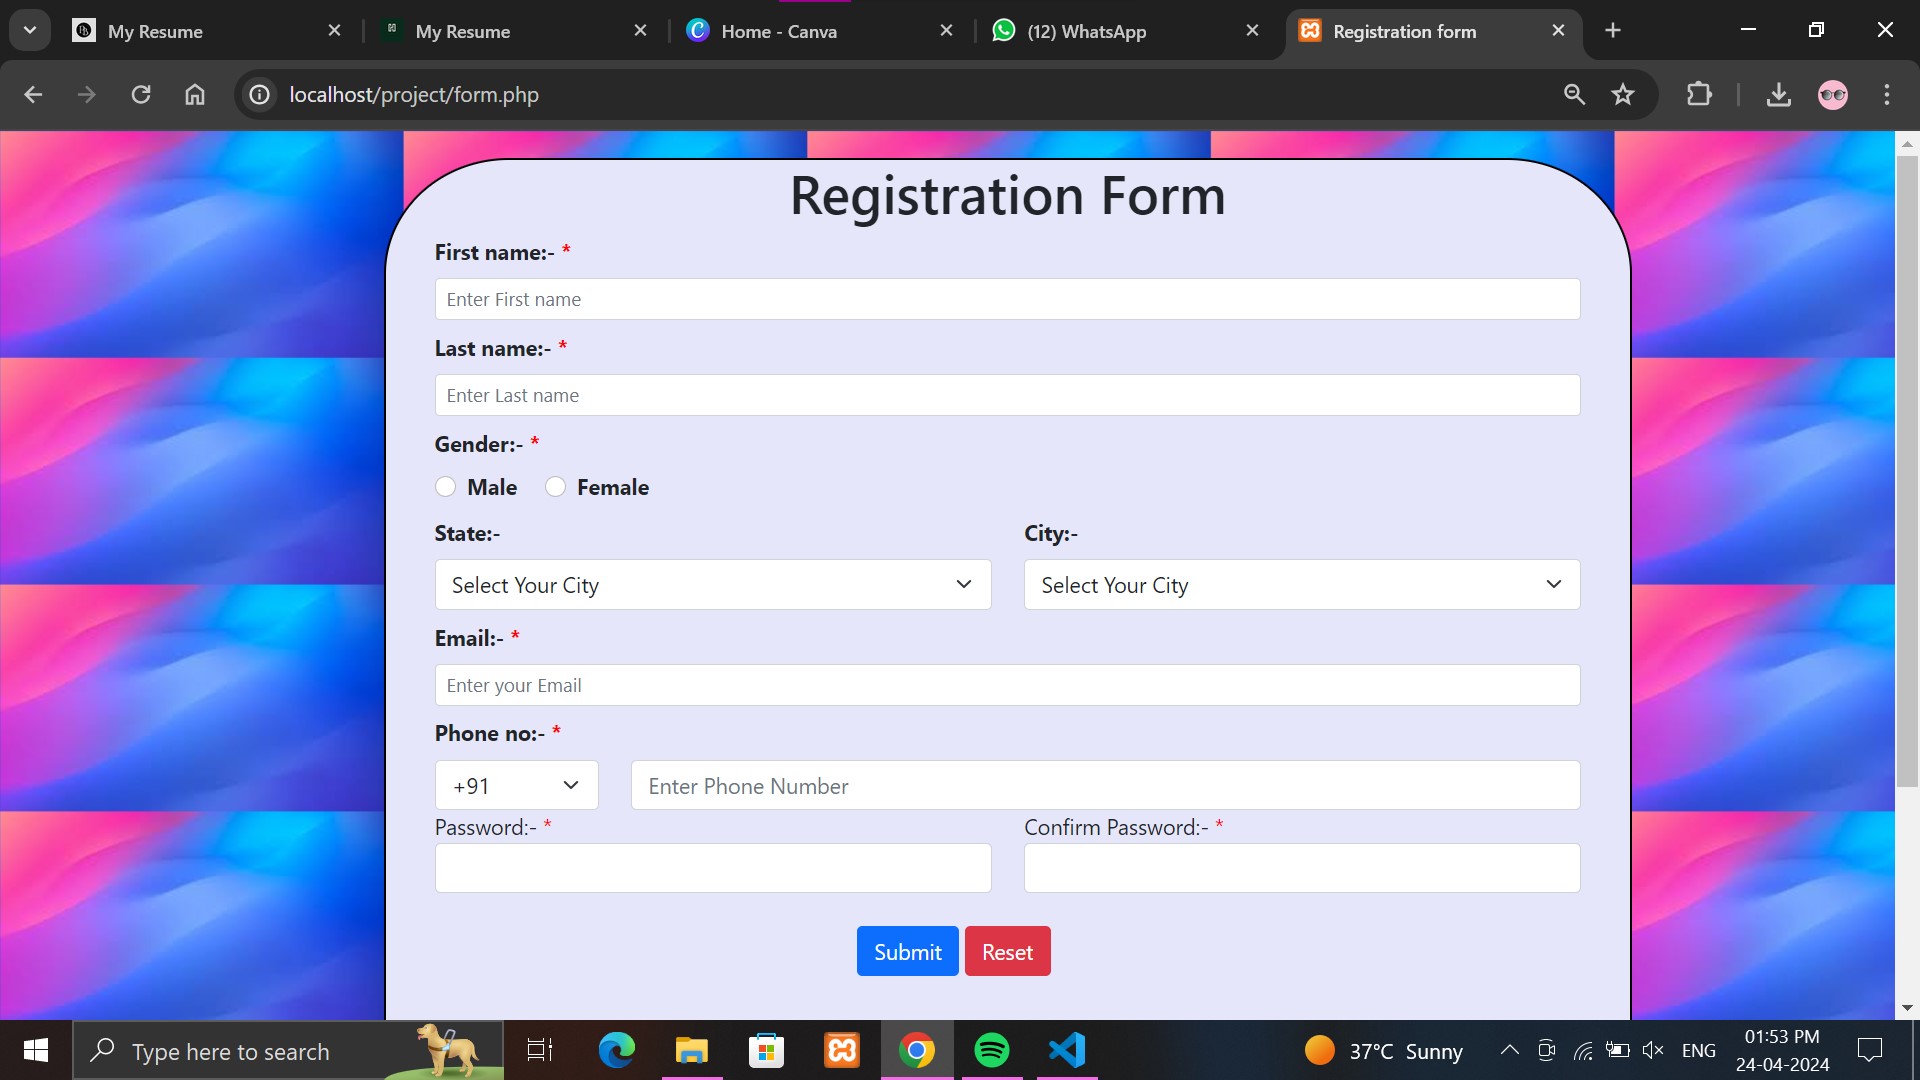 My Resume
My Resume
Home - Canva
(12) WhatsApp
Registration form
localhost/project/form.php
Registration Form
First name:- *
Enter First name
Last name:- *
Enter Last name
Gender:- *
Male Female
State:- City:-
Select Your City Select Your City
Email:- *
Enter your Email
Phone no:- *
+91 Enter Phone Number
Password:- * Confirm Password:- *
Submit Reset
Type here to search
37°C Sunny
ENG
01:53 PM
24-04-2024